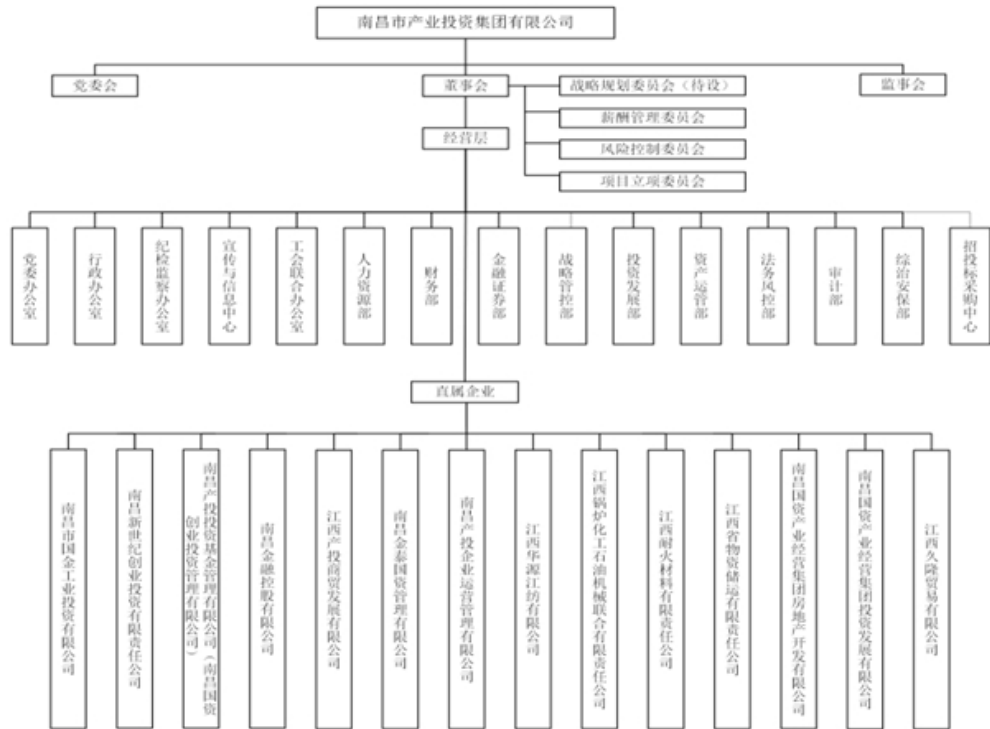 南昌市产业投资集团有限公司
党委会
董事会
战略规划委员会（待设）
监事会
薪酬管理委员会
经营层
风险控制委员会
项目立项委员会
党委办公室
行政办公室
纪检监察办公室
宣传与信息中心
工会联合办公室
人力资源部
财务部
金融证券部
战略管控部
投资发展部
资产运管部
法务风控部
审计部
综治安保部
招投标采购中心
直属企业
南昌市国金工业投资有限公司
南昌新世纪创业投资有限责任公司
南昌产投投资基金管理有限公司（南昌国资
创业投资管理有限公司）
南昌金融控股有限公司
江西产投商贸发展有限公司
南昌金泰国资管理有限公司
南昌产投企业运营管理有限公司
江西华源江纺有限公司
江西锅炉化工石油机械联合有限责任公司
江西耐火材料有限责任公司
江西省物资储运有限责任公司
南昌国资产业经营集团房地产开发有限公司
南昌国资产业经营集团投资发展有限公司
江西久隆贸易有限公司